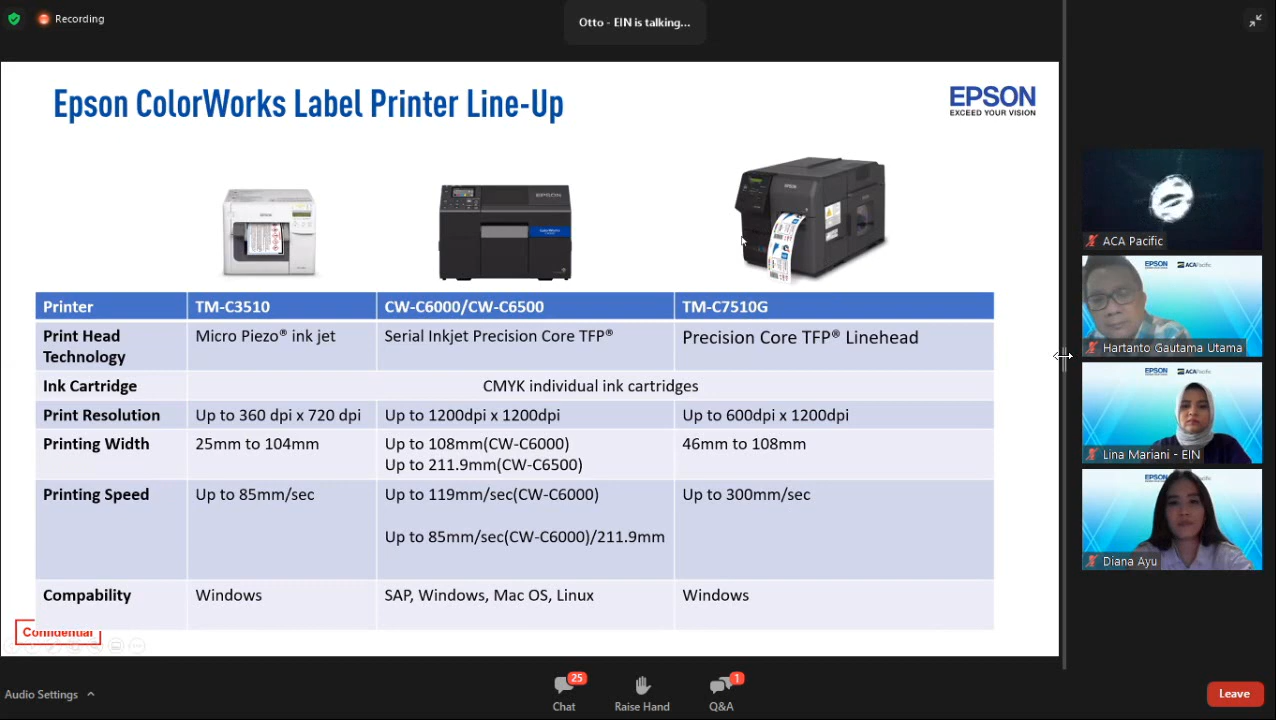 Recording
Otto - EIN is talking...
Epson ColorWorks Label Printer Line-Up
EPSON
EXCEED YOUR VISION
EPSON
Printer
TM-C3510
CW-C6000/CW-C6500
TM-C7510G
Print Head
Technology
Micro Piezo® ink jet
Serial Inkjet Precision Core TFP®
Precision Core TFP® Linehead
Ink Cartridge
CMYK individual ink cartridges
Print Resolution
Up to 360 dpi x 720 dpi
Up to 1200dpi x 1200dpi
Up to 600dpi x 1200dpi
Printing Width
25mm to 104mm
Up to 108mm(CW-C6000)
Up to 211.9mm(CW-C6500)
46mm to 108mm
Printing Speed
Up to 85mm/sec
Up to 119mm/sec(CW-C6000)
Up to 85mm/sec(CW-C6000)/211.9mm
Up to 300mm/sec
Compability
Windows
SAP, Windows, Mac OS, Linux
Windows
Confidential
ACA Pacific
EPSON ACAPacific
Hartanto Gautama Utama
EPSON ACAPacific
Lina Mariani - EIN
EPSON
Diana Ayu
Audio Settings
25
Chat
Raise Hand
1
Q&A
Leave